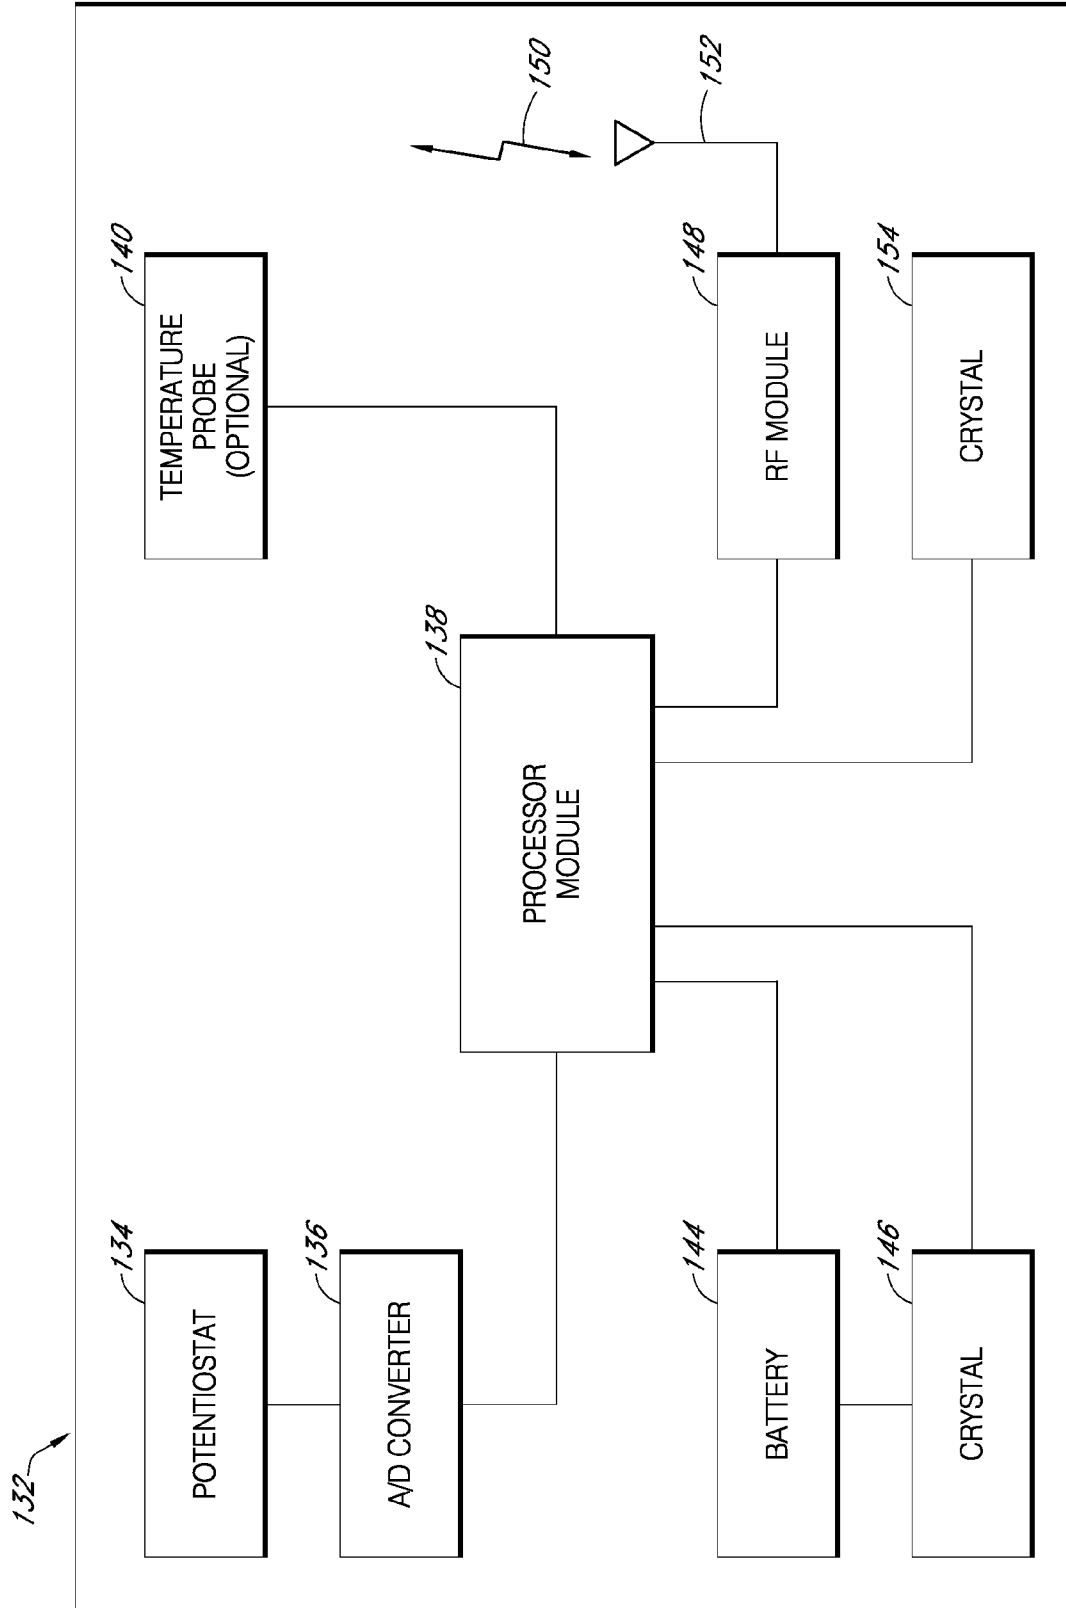 132
134
POTENTIOSTAT
136
A/D CONVERTER
138
PROCESSOR
MODULE
140
TEMPERATURE
PROBE
(OPTIONAL)
144
BATTERY
146
CRYSTAL
148
RF MODULE
150
152
154
CRYSTAL